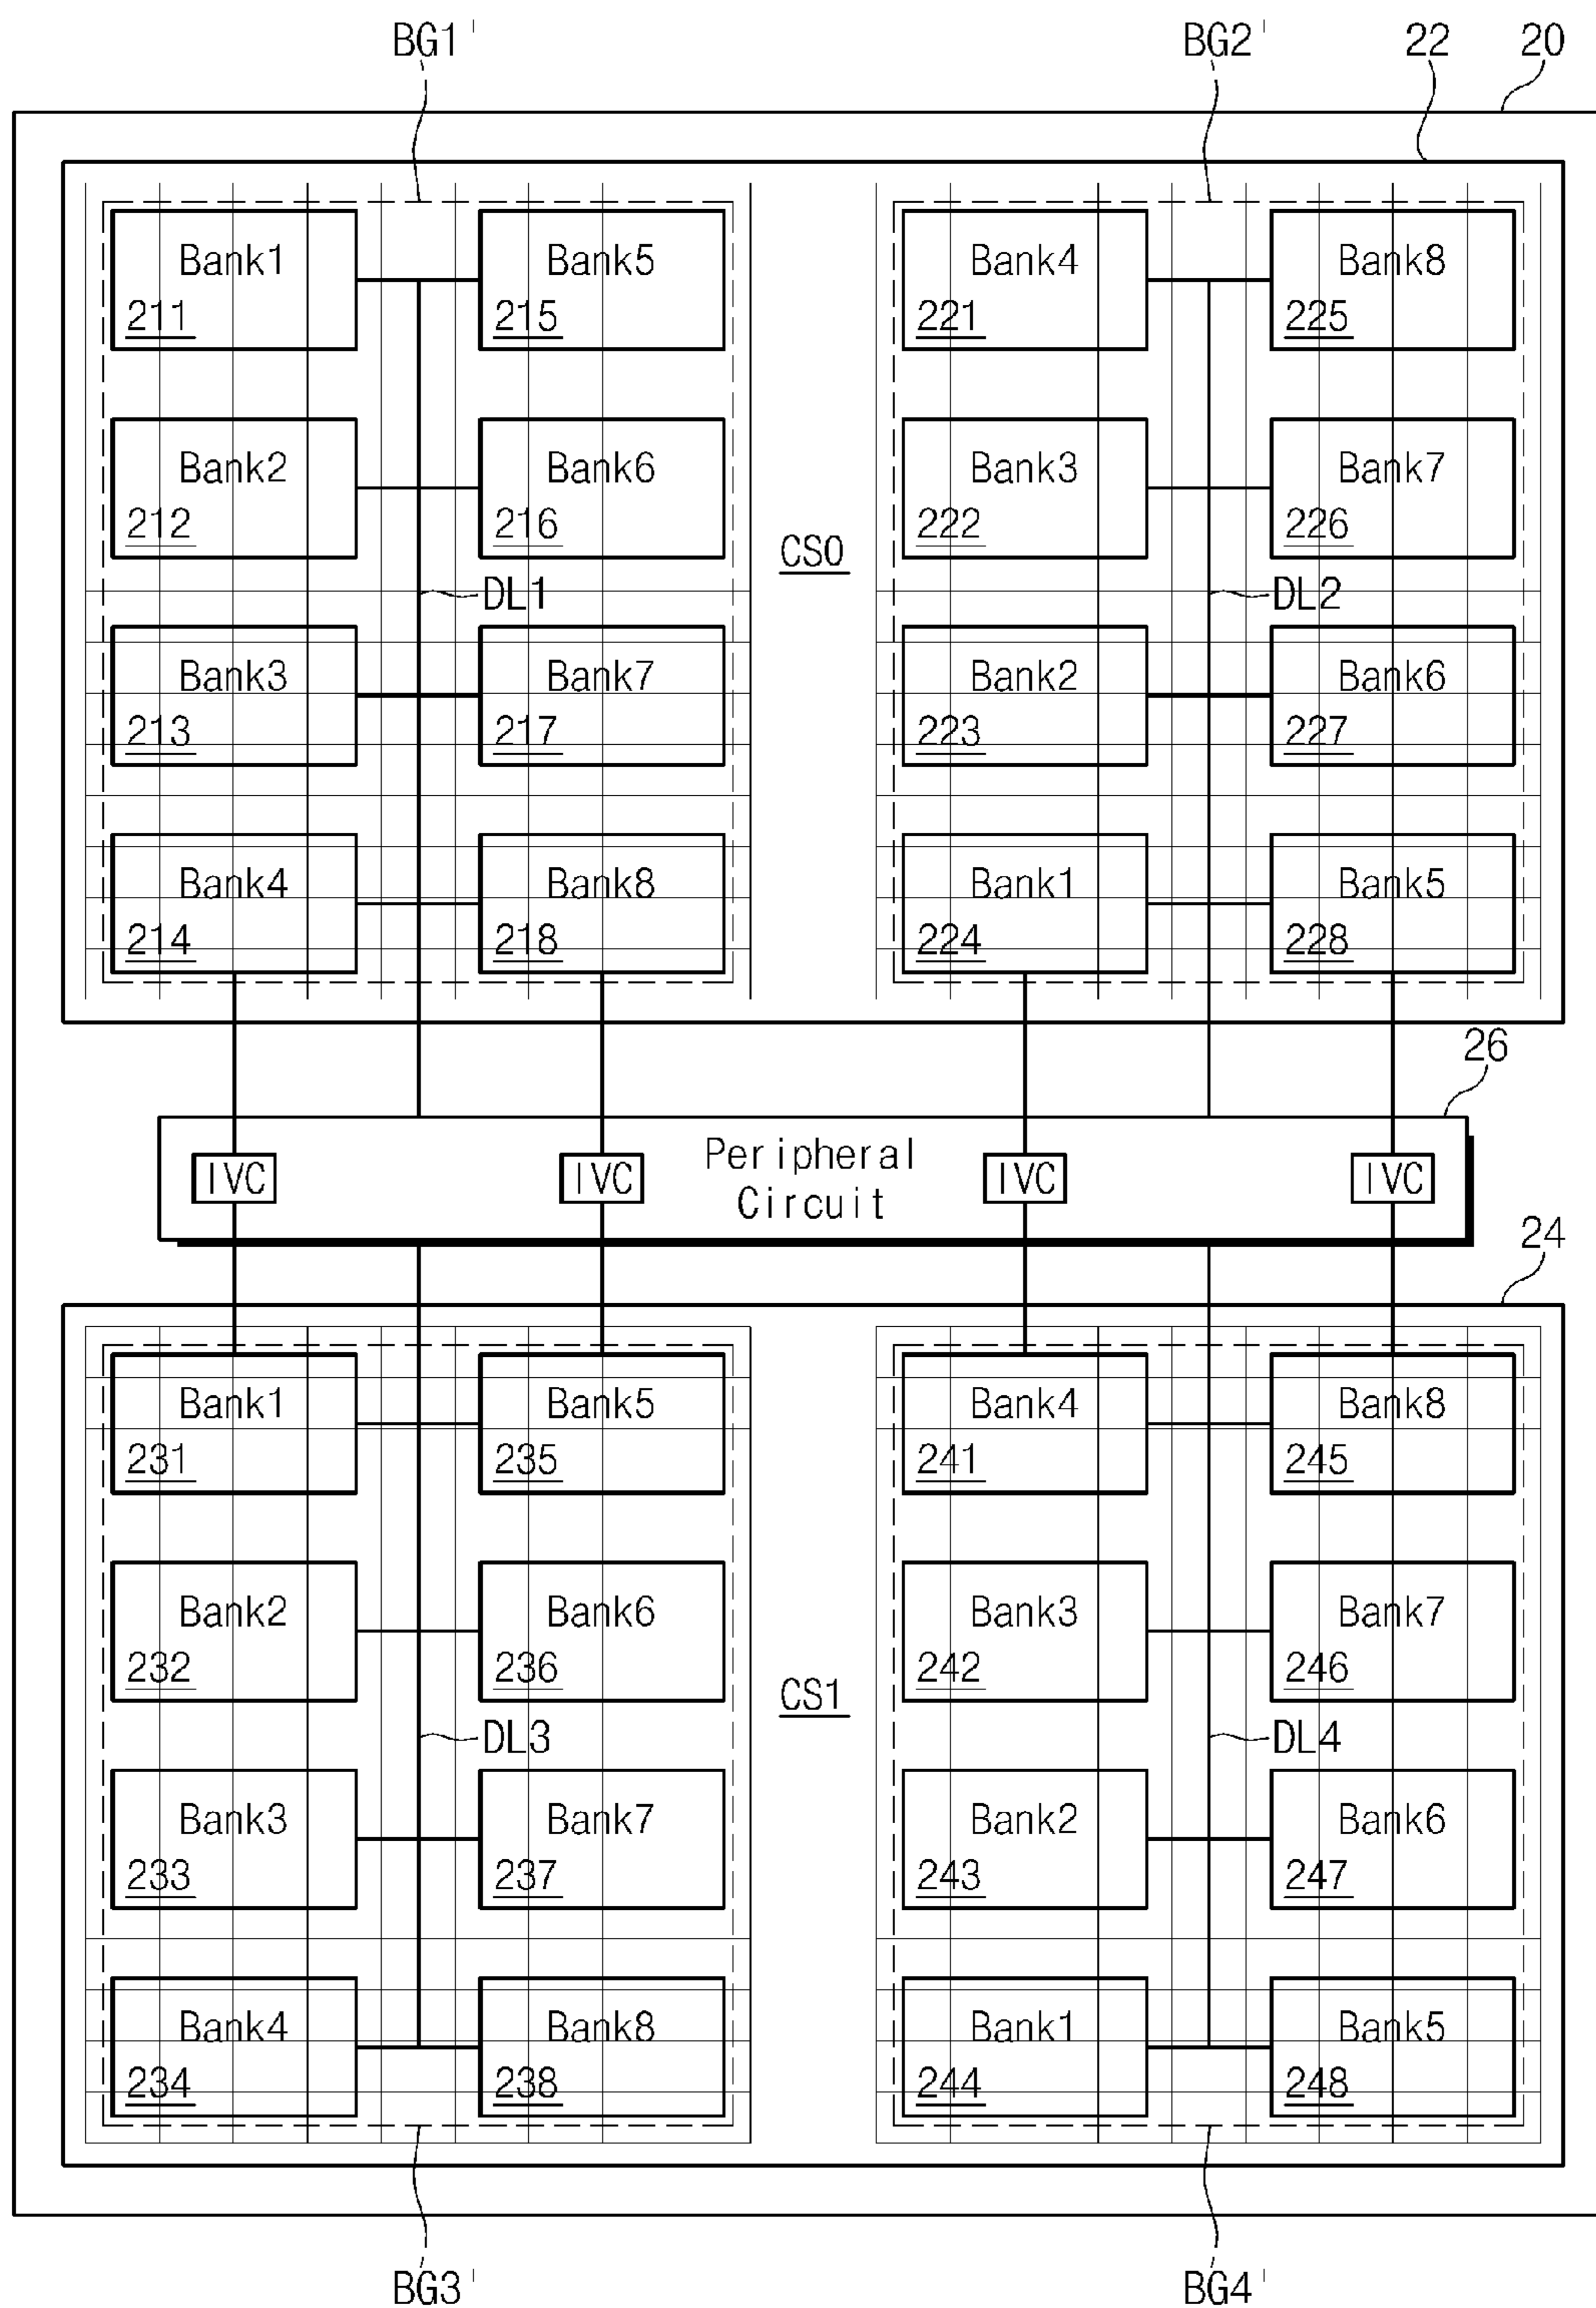 BG1' BG2' 22 20
Bank1 Bank5 Bank4 Bank8
211 215 221 225
Bank2 Bank6 Bank3 Bank7
212 216 222 226
CS0
DL1 DL2
Bank3 Bank7 Bank2 Bank6
213 217 223 227
Bank4 Bank8 Bank1 Bank5
214 218 224 228
26
Peripheral
IVC IVC IVC IVC
Circuit
24
Bank1 Bank5 Bank4 Bank8
231 235 241 245
Bank2 Bank6 Bank3 Bank7
232 236 242 246
CS1
DL3 DL4
Bank3 Bank7 Bank2 Bank6
233 237 243 247
Bank4 Bank8 Bank1 Bank5
234 238 244 248
BG3' BG4'